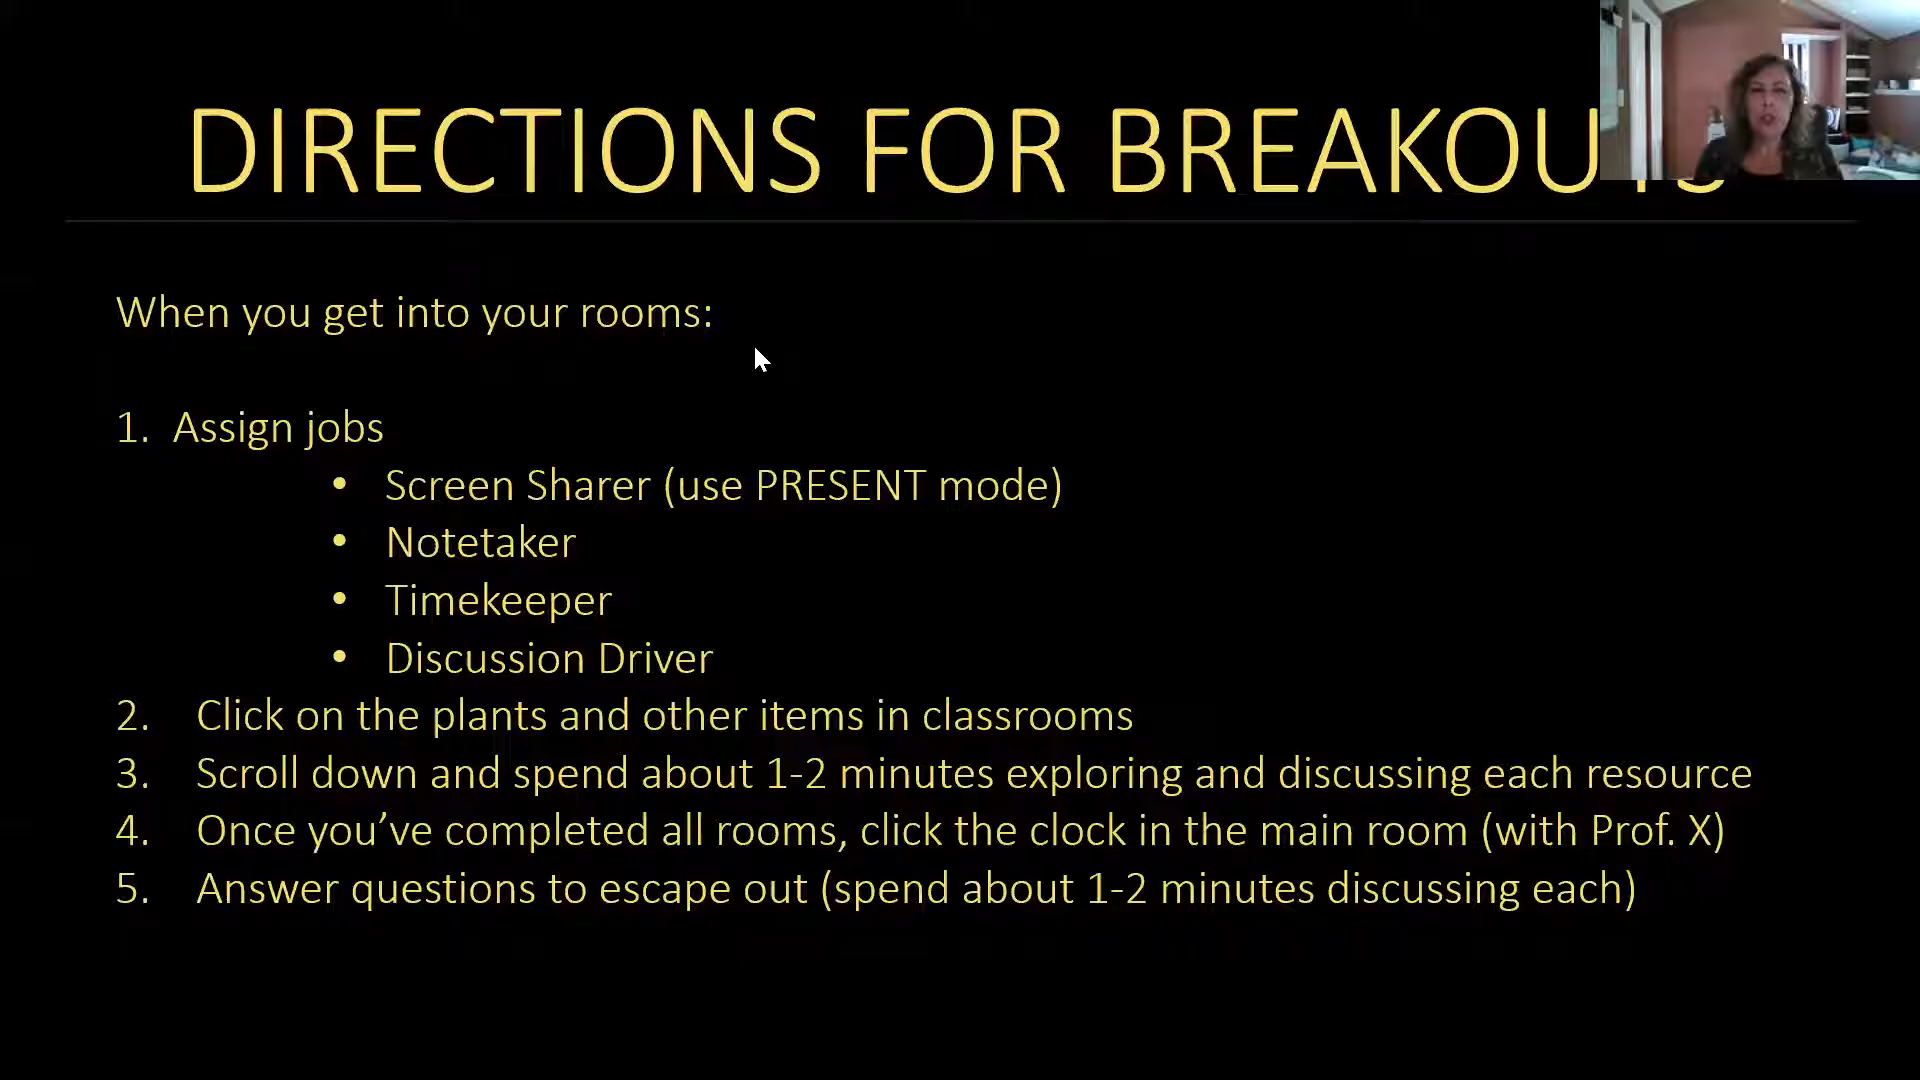 DIRECTIONS FOR BREAKOUTS
When you get into your rooms:
1. Assign jobs
• Screen Sharer (use PRESENT mode)
• Notetaker
• Timekeeper
• Discussion Driver
2. Click on the plants and other items in classrooms
3. Scroll down and spend about 1-2 minutes exploring and discussing each resource
4. Once you’ve completed all rooms, click the clock in the main room (with Prof. X)
5. Answer questions to escape out (spend about 1-2 minutes discussing each)